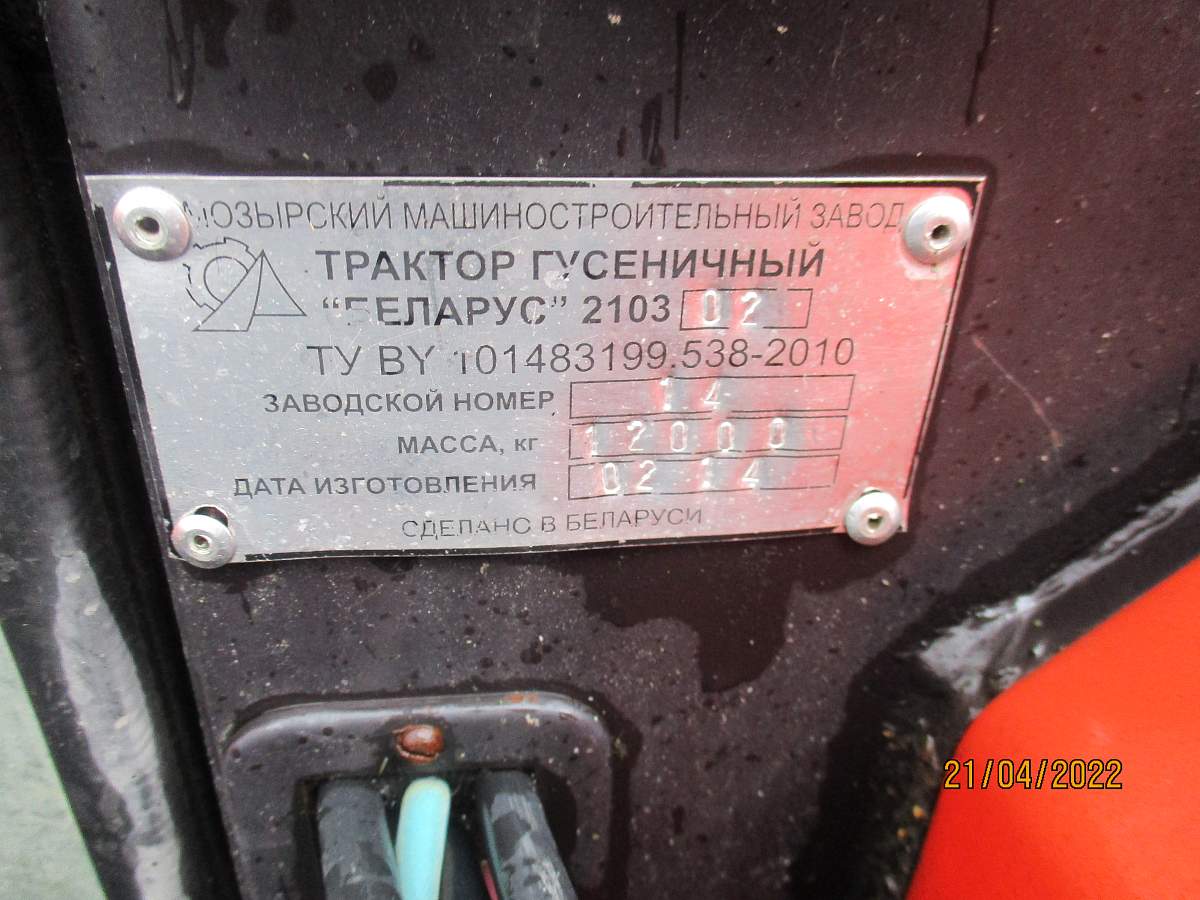 МОЗЫРСКИЙ МАШИНОСТРОИТЕЛЬНЫЙ ЗАВОД
ТРАКТОР ГУСЕНИЧНЫЙ
"БЕЛАРУС" 2103 02
ТУ BY 101483199.538-2010
ЗАВОДСКОЙ НОМЕР 14
МАССА, кг 12000
ДАТА ИЗГОТОВЛЕНИЯ 02 14
СДЕЛАНО В БЕЛАРУСИ
21/04/2022